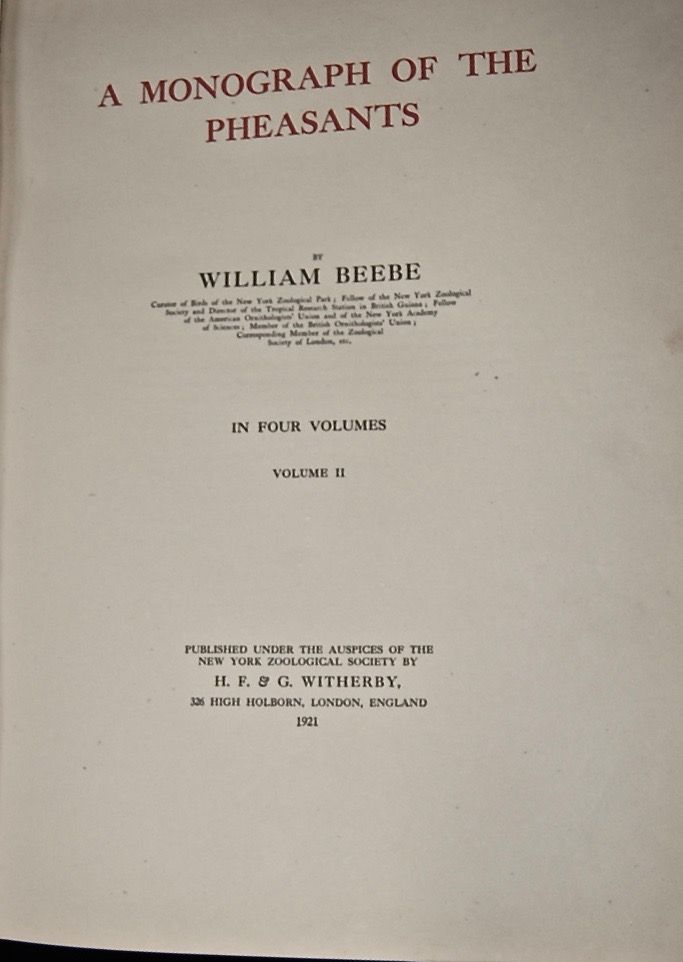 A MONOGRAPH OF THE
PHEASANTS
BY
WILLIAM BEEBE
Curator of Birds of the New York Zoological Park; Fellow of the New York Zoological
Society and Director of the Tropical Research Station in British Guiana; Fellow
of the American Ornithologists' Union and of the New York Academy
of Sciences; Member of the British Ornithologists' Union;
Corresponding Member of the Zoological
Society of London, etc.
IN FOUR VOLUMES
VOLUME II
PUBLISHED UNDER THE AUSPICES OF THE
NEW YORK ZOOLOGICAL SOCIETY BY
H. F. & G. WITHERBY,
326 HIGH HOLBORN, LONDON, ENGLAND
1921